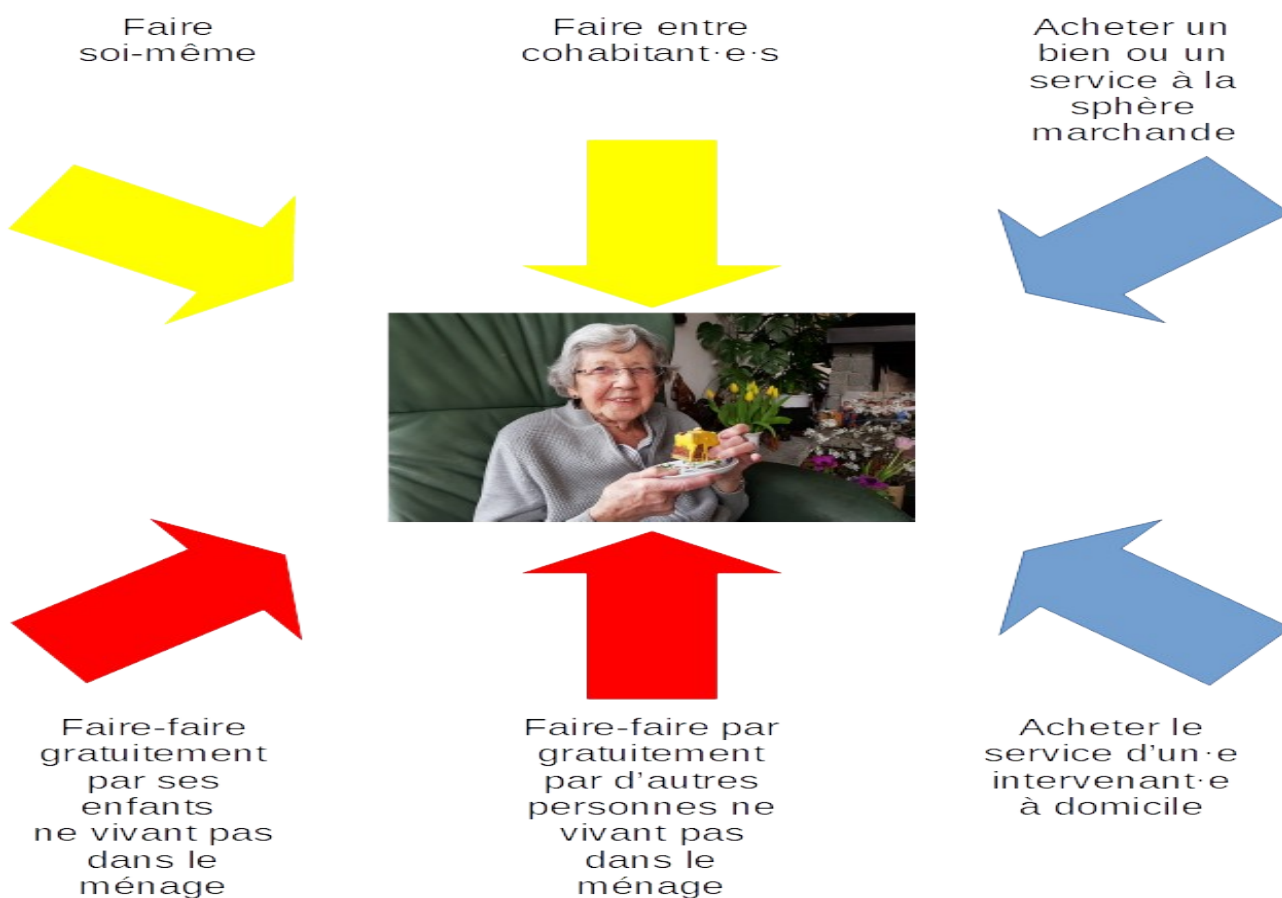 Faire
soi-même
Faire entre
cohabitant·e·s
Acheter un
bien ou un
service à la
sphère
marchande
Faire-faire
gratuitement
par ses
enfants
ne vivant pas
dans le
ménage
Faire-faire par
gratuitement
par d'autres
personnes ne
vivant pas
dans le
ménage
Acheter le
service d'un·e
intervenant·e
à domicile